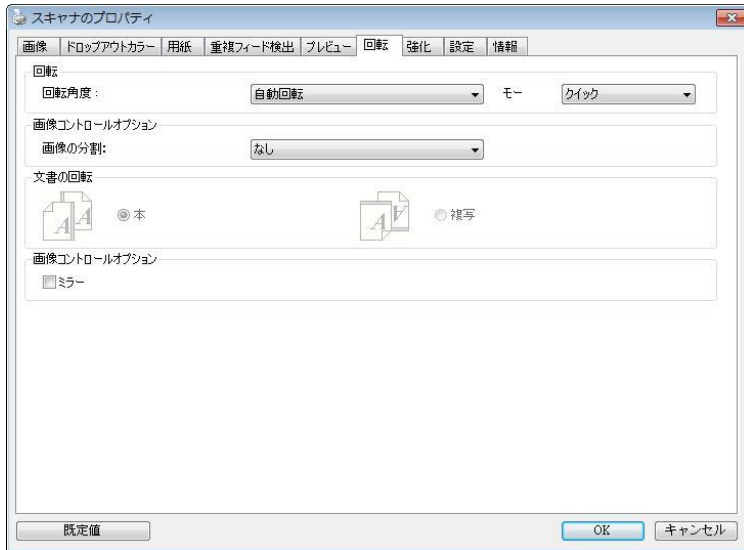 スキャナのプロパティ
画像 ドロップアウトカラー 用紙 重複フィード検出 プレビュー 回転 強化 設定 情報
回転
回転角度: 自動回転 モー クイック
画像コントロールオプション
画像の分割: なし
文書の回転
A A 本 A A 複写
画像コントロールオプション
ミラー
既定値 OK キャンセル